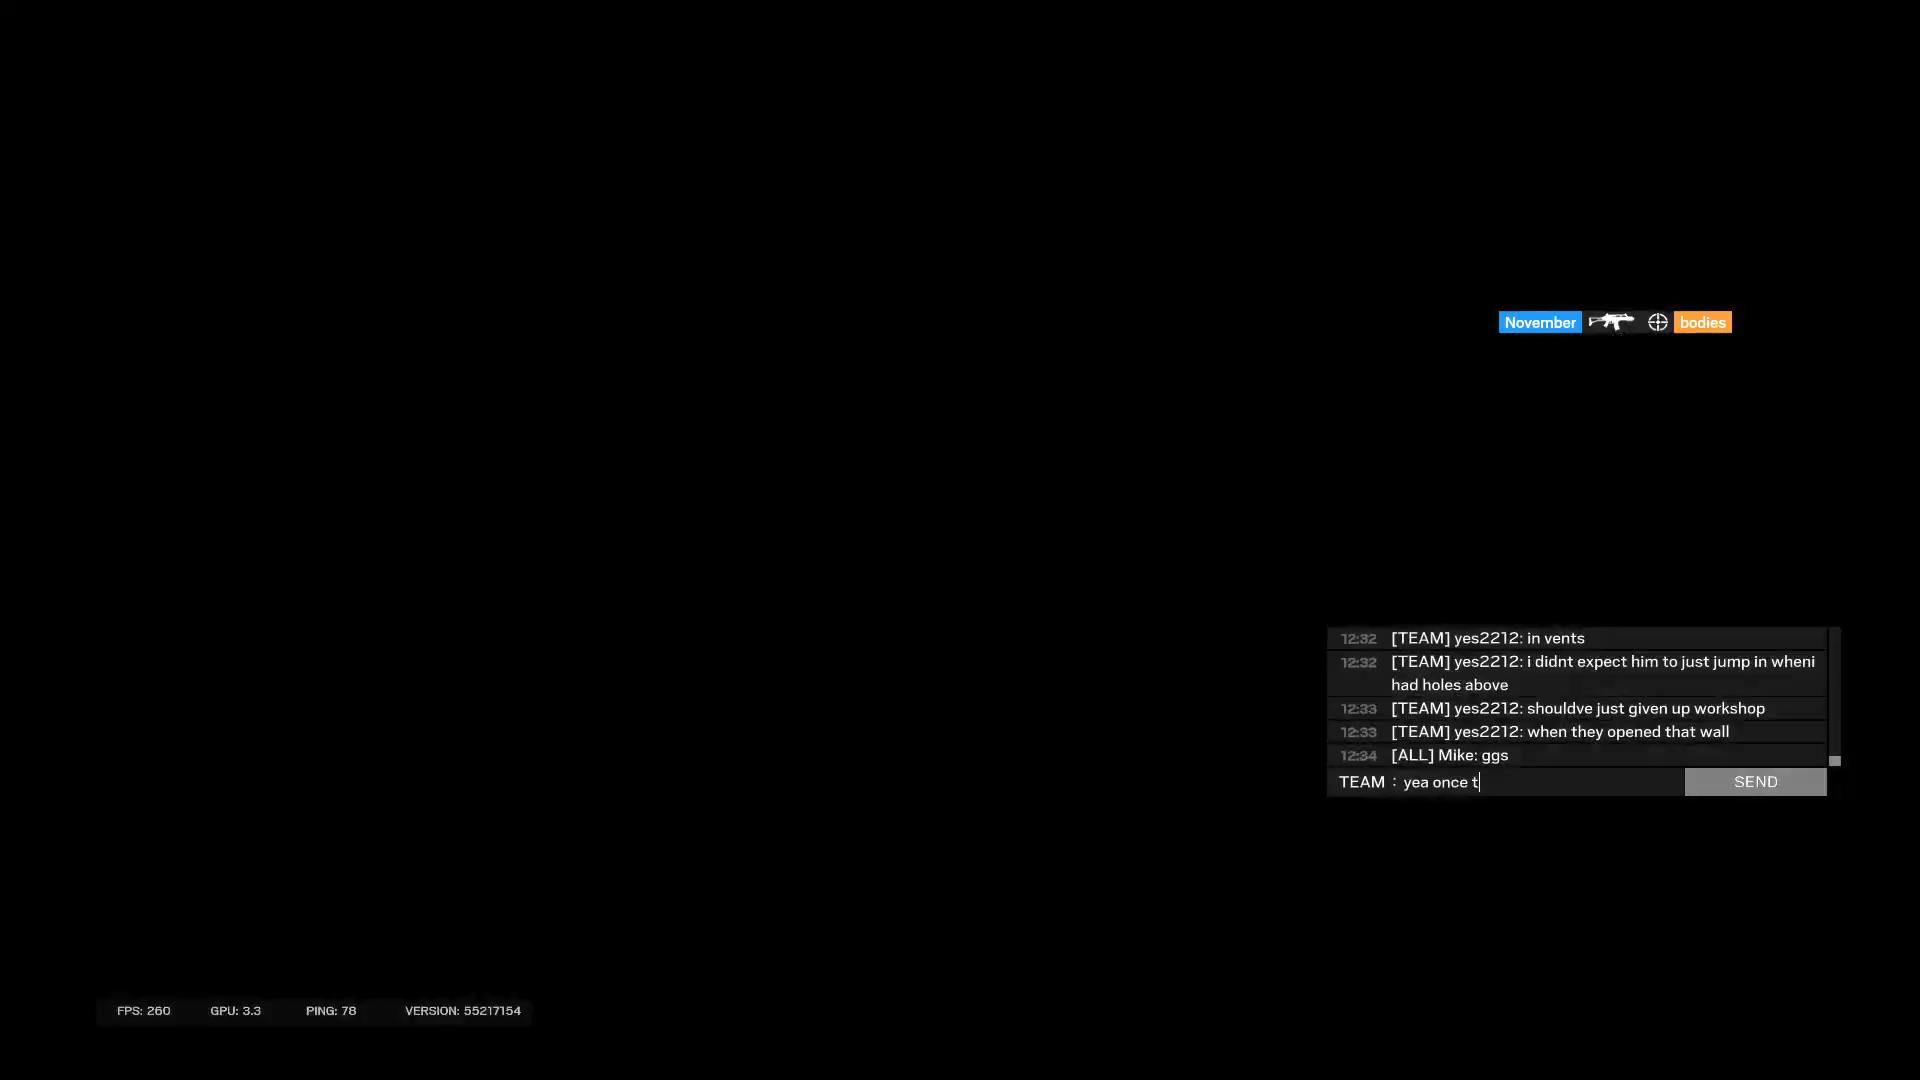 November bodies
12:32 [TEAM] yes2212: in vents
12:32 [TEAM] yes2212: i didnt expect him to just jump in wheni
had holes above
12:33 [TEAM] yes2212: shouldve just given up workshop
12:33 [TEAM] yes2212: when they opened that wall
12:34 [ALL] Mike: ggs
TEAM : yea once t SEND
FPS: 260 GPU: 3.3 PING: 78 VERSION: 55217154